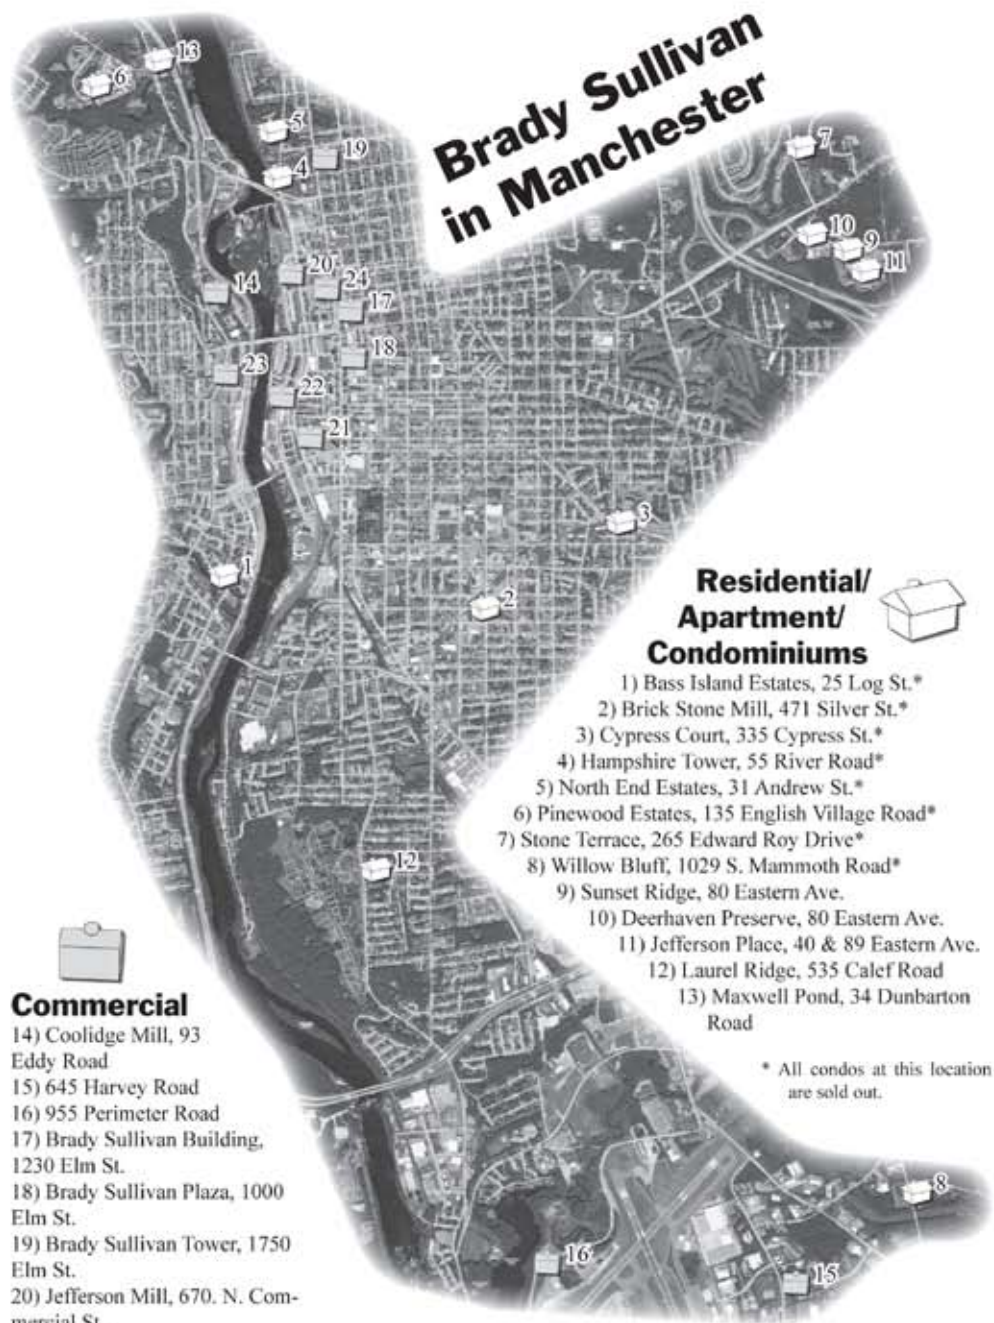 Brady Sullivan
in Manchester
13
6
5
19
4
7
10
9
11
20
24
14
17
18
23
22
21
3
1
2
12
8
16
15
Residential/
Apartment/
Condominiums
1) Bass Island Estates, 25 Log St.*
2) Brick Stone Mill, 471 Silver St.*
3) Cypress Court, 335 Cypress St.*
4) Hampshire Tower, 55 River Road*
5) North End Estates, 31 Andrew St.*
6) Pinewood Estates, 135 English Village Road*
7) Stone Terrace, 265 Edward Roy Drive*
8) Willow Bluff, 1029 S. Mammoth Road*
9) Sunset Ridge, 80 Eastern Ave.
10) Deerhaven Preserve, 80 Eastern Ave.
11) Jefferson Place, 40 & 89 Eastern Ave.
12) Laurel Ridge, 535 Calef Road
13) Maxwell Pond, 34 Dunbarton
Road
* All condos at this location
are sold out.
Commercial
14) Coolidge Mill, 93
Eddy Road
15) 645 Harvey Road
16) 955 Perimeter Road
17) Brady Sullivan Building,
1230 Elm St.
18) Brady Sullivan Plaza, 1000
Elm St.
19) Brady Sullivan Tower, 1750
Elm St.
20) Jefferson Mill, 670. N. Com-
mercial St.